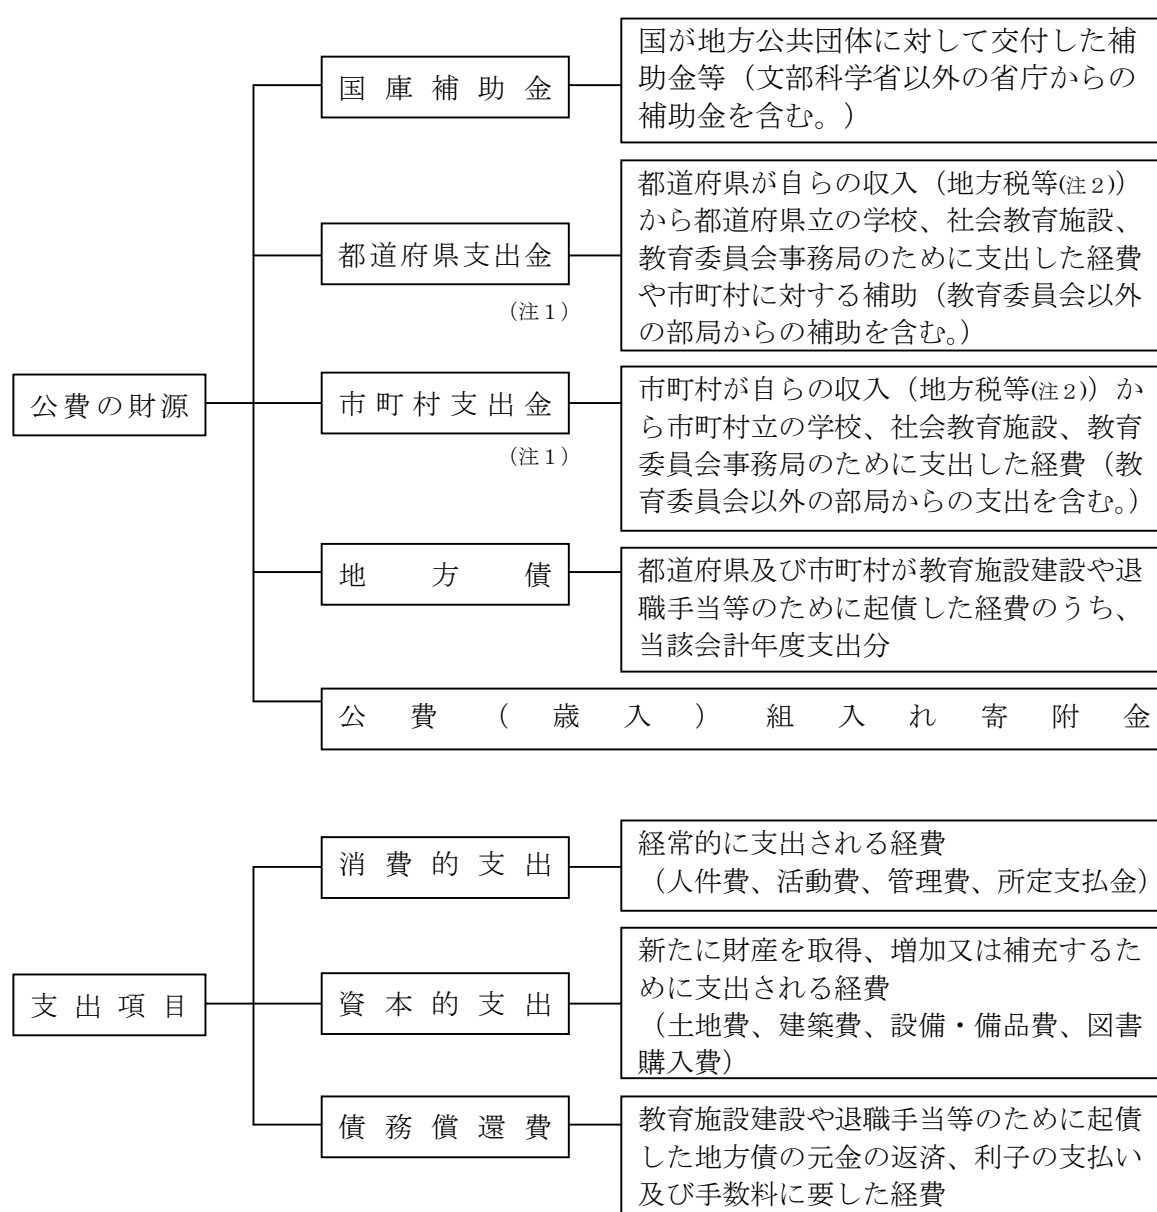 国庫補助金
国が地方公共団体に対して交付した補
助金等（文部科学省以外の省庁からの
補助金を含む。）
都道府県支出金
（注１）
都道府県が自らの収入（地方税等(注２)）
から都道府県立の学校、社会教育施設、
教育委員会事務局のために支出した経費
や市町村に対する補助（教育委員会以外
の部局からの補助を含む。）
公費の財源
市町村支出金
（注１）
市町村が自らの収入（地方税等(注２)）か
ら市町村立の学校、社会教育施設、教育
委員会事務局のために支出した経費（教
育委員会以外の部局からの支出を含む。）
地方債
都道府県及び市町村が教育施設建設や退
職手当等のために起債した経費のうち、
当該会計年度支出分
公費（歳入）組入れ寄附金
消費的支出
経常的に支出される経費
（人件費、活動費、管理費、所定支払金）
支出項目
資本的支出
新たに財産を取得、増加又は補充するた
めに支出される経費
（土地費、建築費、設備・備品費、図書
購入費）
債務償還費
教育施設建設や退職手当等のために起債
した地方債の元金の返済、利子の支払い
及び手数料に要した経費